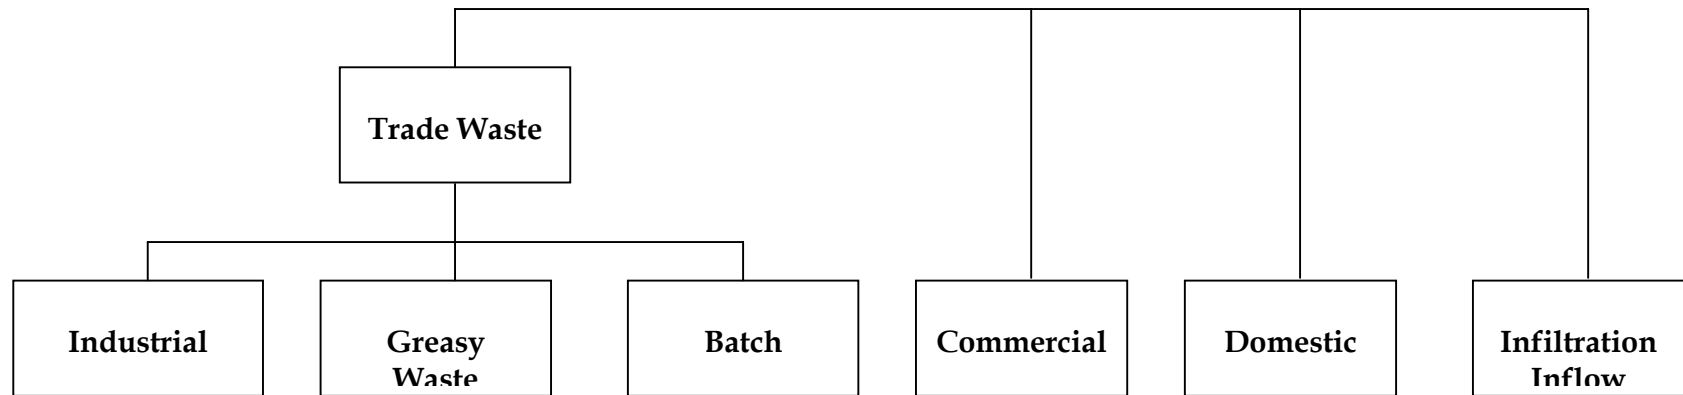 Trade Waste
Industrial
Greasy
Waste
Batch
Commercial
Domestic
Infiltration
Inflow